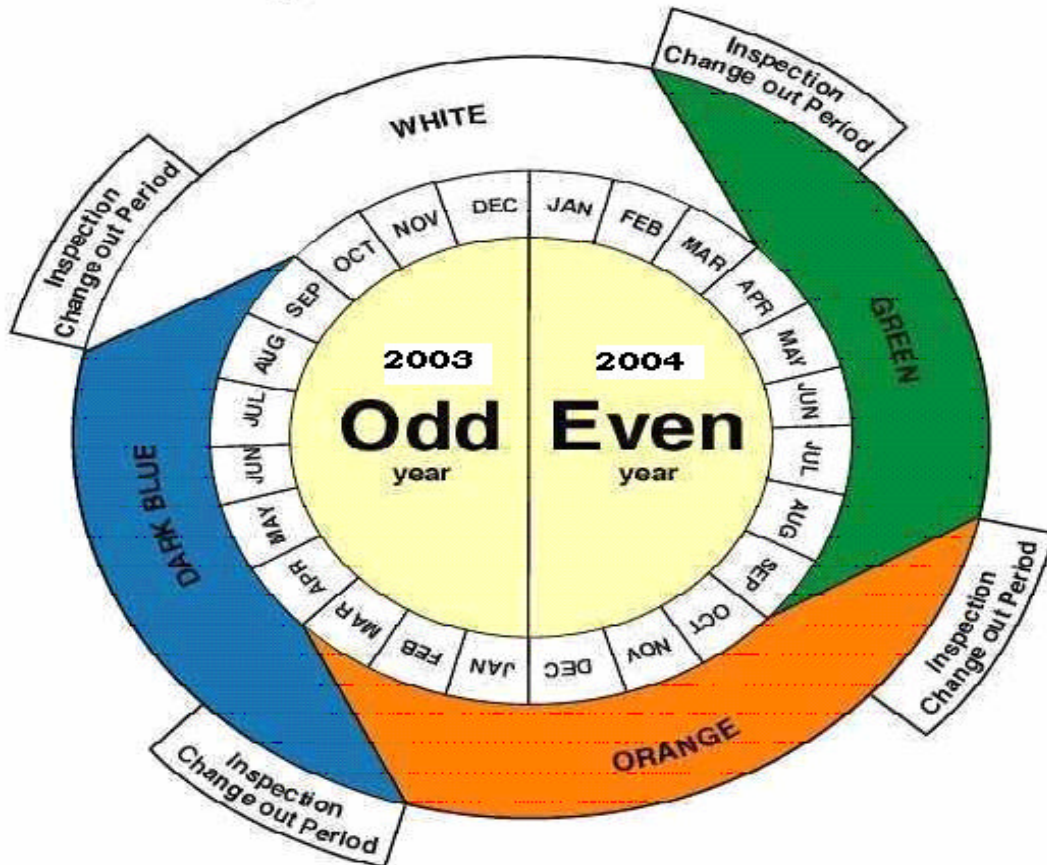 Inspection
Change out Period
WHITE
Inspection
Change out Period
DEC
JAN
NOV
FEB
OCT
MAR
SEP
APR
AUG
MAY
JUL
JUN
JUN
JUL
MAY
AUG
APR
SEP
MAR
OCT
FEB
NOV
JAN
DEC
2003
Odd
year
2004
Even
year
GREEN
DARK BLUE
ORANGE
Inspection
Change out Period
Inspection
Change out Period